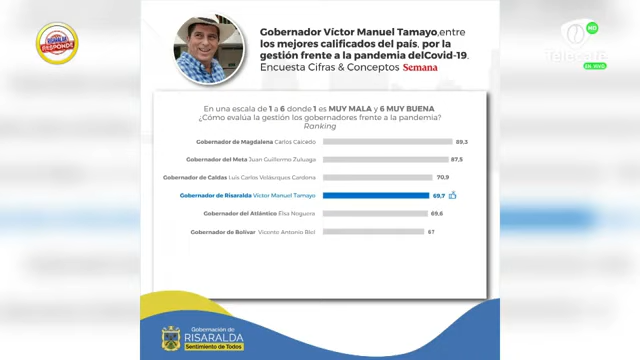 RISARALDA
RESPONDE
HD
Telecafé
EN VIVO
Gobernador Víctor Manuel Tamayo,entre
los mejores calificados del país, por la
gestión frente a la pandemia delCovid-19.
Encuesta Cifras & Conceptos Semana
En una escala de 1 a 6 donde 1 es MUY MALA y 6 MUY BUENA
¿Cómo evalúa la gestión los gobernadores frente a la pandemia?
Ranking
Gobernador de Magdalena Carlos Caicedo 89,3
Gobernador del Meta Juan Guillermo Zuluaga 87,5
Gobernador de Caldas Luis Carlos Velásquez Cardona 70,9
Gobernador de Risaralda Víctor Manuel Tamayo 69,7
Gobernador del Atlántico Elsa Noguera 69,6
Gobernador de Bolívar Vicente Antonio Blel 67
Gobernación de
RISARALDA
Sentimiento de Todos